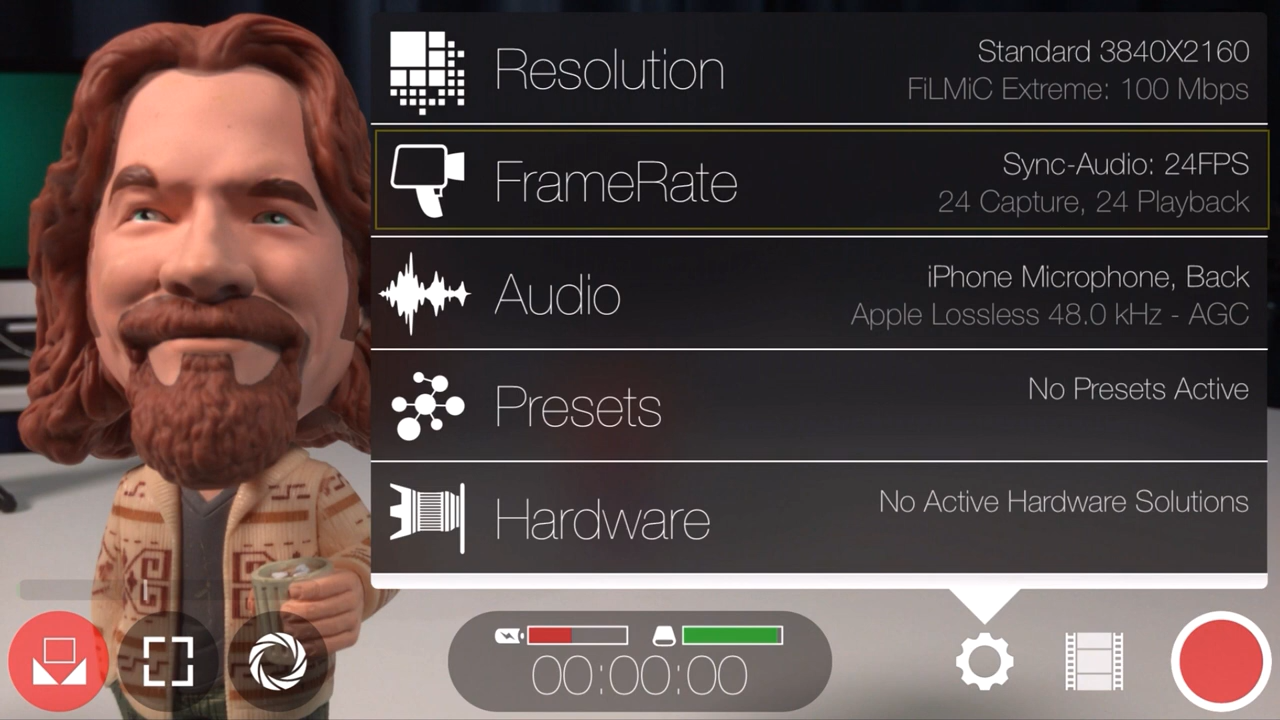 Resolution
Standard 3840X2160
FiLMiC Extreme: 100 Mbps
FrameRate
Sync-Audio: 24FPS
24 Capture, 24 Playback
Audio
iPhone Microphone, Back
Apple Lossless 48.0 kHz - AGC
Presets
No Presets Active
Hardware
No Active Hardware Solutions
00:00:00